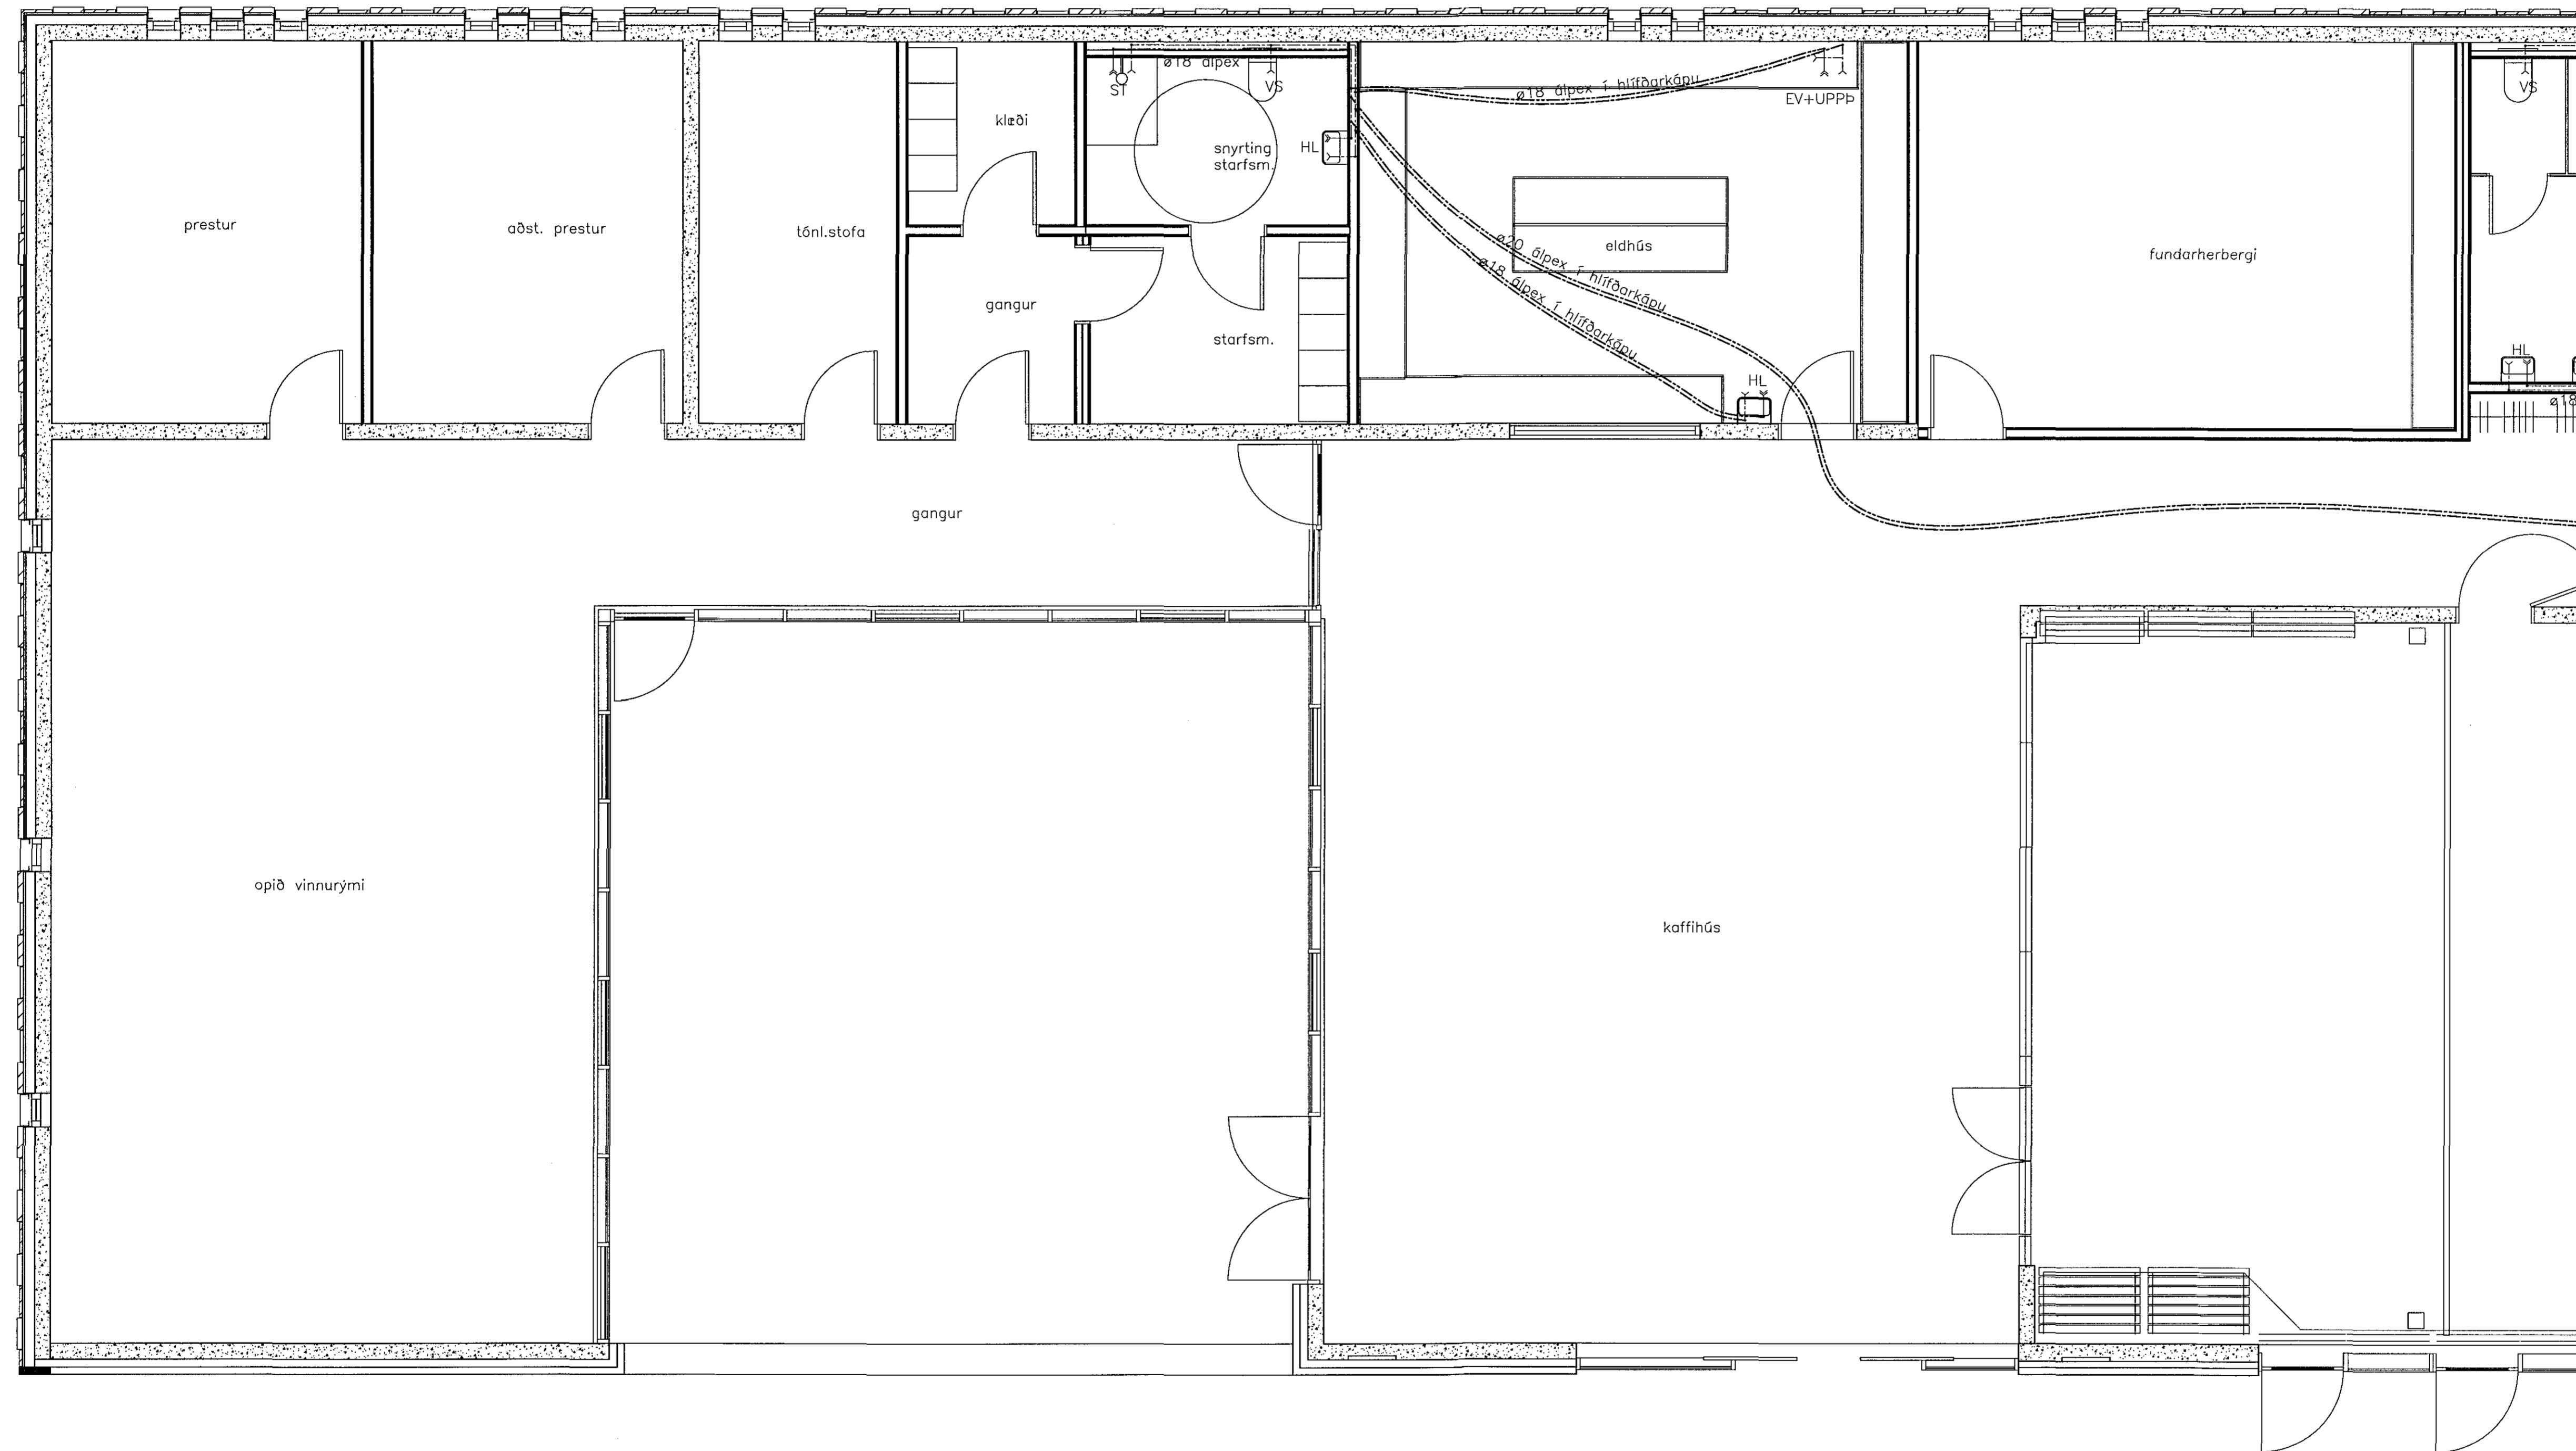 ø18 álpex
ST
VS
ø18 álpex í hlífðarkápu
EV+UPPÞ
VS
klæði
snyrting
starfsm.
HL
prestur
aðst. prestur
tónl.stofa
ø20 álpex í hlífðarkápu
eldhús
fundarherbergi
ø18 álpex í hlífðarkápu
gangur
starfsm.
HL
HL
ø18
gangur
opið vinnurými
kaffihús